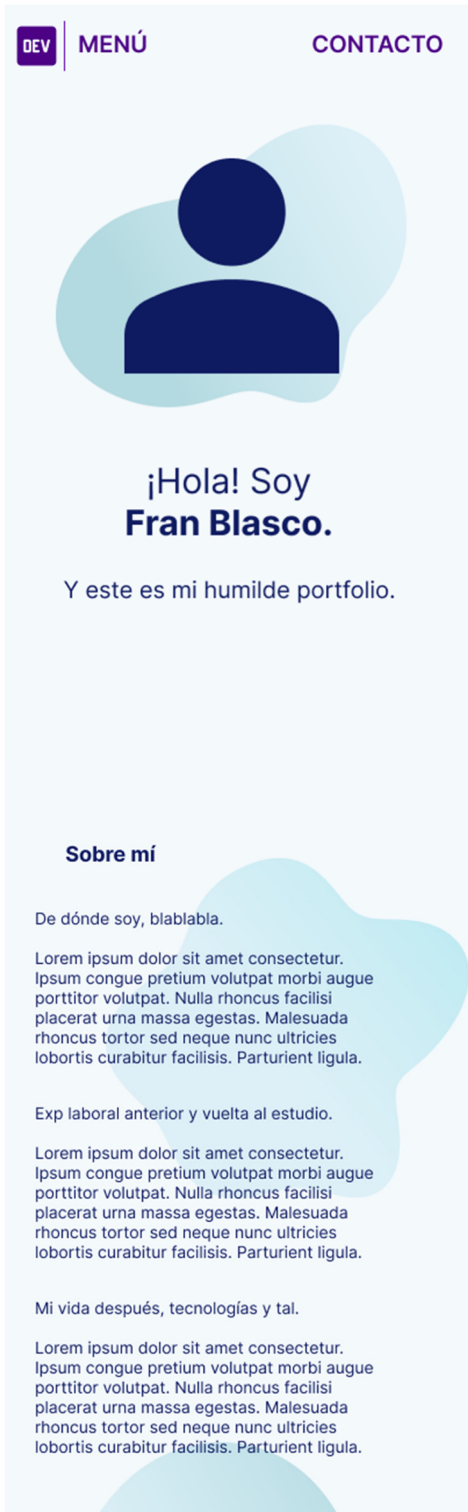 DEV
MENÚ
CONTACTO
¡Hola! Soy
Fran Blasco.
Y este es mi humilde portfolio.
Sobre mí
De dónde soy, blablabla.
Lorem ipsum dolor sit amet consectetur.
Ipsum congue pretium volutpat morbi augue
porttitor volutpat. Nulla rhoncus facilisi
placerat urna massa egestas. Malesuada
rhoncus tortor sed neque nunc ultricies
lobortis curabitur facilisis. Parturient ligula.
Exp laboral anterior y vuelta al estudio.
Lorem ipsum dolor sit amet consectetur.
Ipsum congue pretium volutpat morbi augue
porttitor volutpat. Nulla rhoncus facilisi
placerat urna massa egestas. Malesuada
rhoncus tortor sed neque nunc ultricies
lobortis curabitur facilisis. Parturient ligula.
Mi vida después, tecnologías y tal.
Lorem ipsum dolor sit amet consectetur.
Ipsum congue pretium volutpat morbi augue
porttitor volutpat. Nulla rhoncus facilisi
placerat urna massa egestas. Malesuada
rhoncus tortor sed neque nunc ultricies
lobortis curabitur facilisis. Parturient ligula.